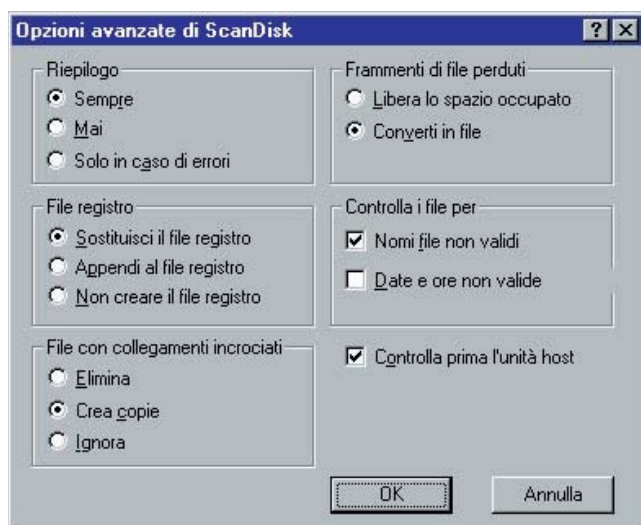 Opzioni avanzate di ScanDisk
Riepilogo
Sempre
Mai
Solo in caso di errori
File registro
Sostituisci il file registro
Appendi al file registro
Non creare il file registro
File con collegamenti incrociati
Elimina
Crea copie
Ignora
Frammenti di file perduti
Libera lo spazio occupato
Converti in file
Controlla i file per
Nomi file non validi
Date e ore non valide
Controlla prima l'unità host
OK
Annulla